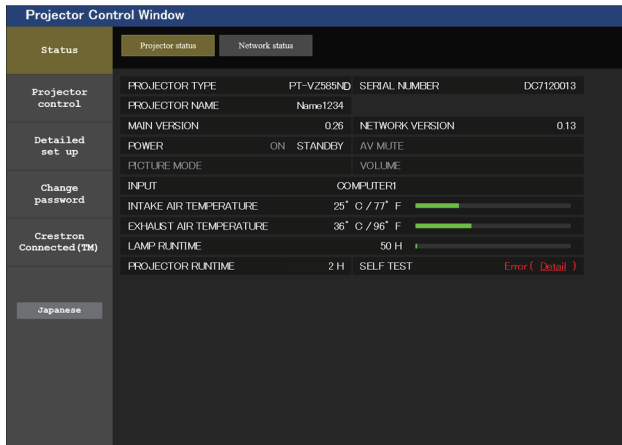 Projector Control Window
Status
Projector status
Network status
Projector
control
Detailed
set up
Change
password
Crestron
Connected(TM)
Japanese
PROJECTOR TYPE PT-VZ585ND SERIAL NUMBER DC7120013
PROJECTOR NAME Name1234
MAIN VERSION 0.26 NETWORK VERSION 0.13
POWER ON STANDBY AV MUTE
PICTURE MODE VOLUME
INPUT COMPUTER1
INTAKE AIR TEMPERATURE 25° C / 77° F
EXHAUST AIR TEMPERATURE 36° C / 96° F
LAMP RUNTIME 50 H
PROJECTOR RUNTIME 2 H SELF TEST Error ( Detail )